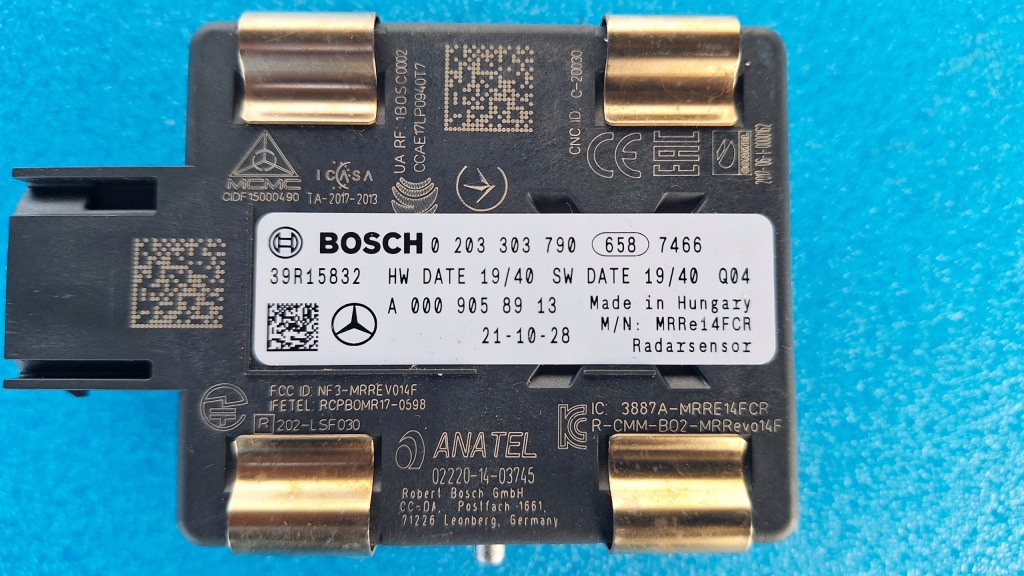 UA RF 1BOSC0002
CCAE17LP0940T7
CNC ID: C-20030
CE
EAC
MCMC
CIDF15000490
ICASA
TA-2017-2013
BOSCH 0 203 303 790 658 7466
39R15832 HW DATE 19/40 SW DATE 19/40 Q04
A 000 905 89 13 Made in Hungary
21-10-28 M/N: MRRe14FCR
Radarsensor
FCC ID: NF3-MRREVO14F
IFETEL: RCPBOMR17-0598
R 202-LSF030
IC: 3887A-MRRE14FCR
R-CMM-BO2-MRRevo14F
ANATEL
02220-14-03745
Robert Bosch GmbH
CC-DA, Postfach 1661,
71226 Leonberg, Germany